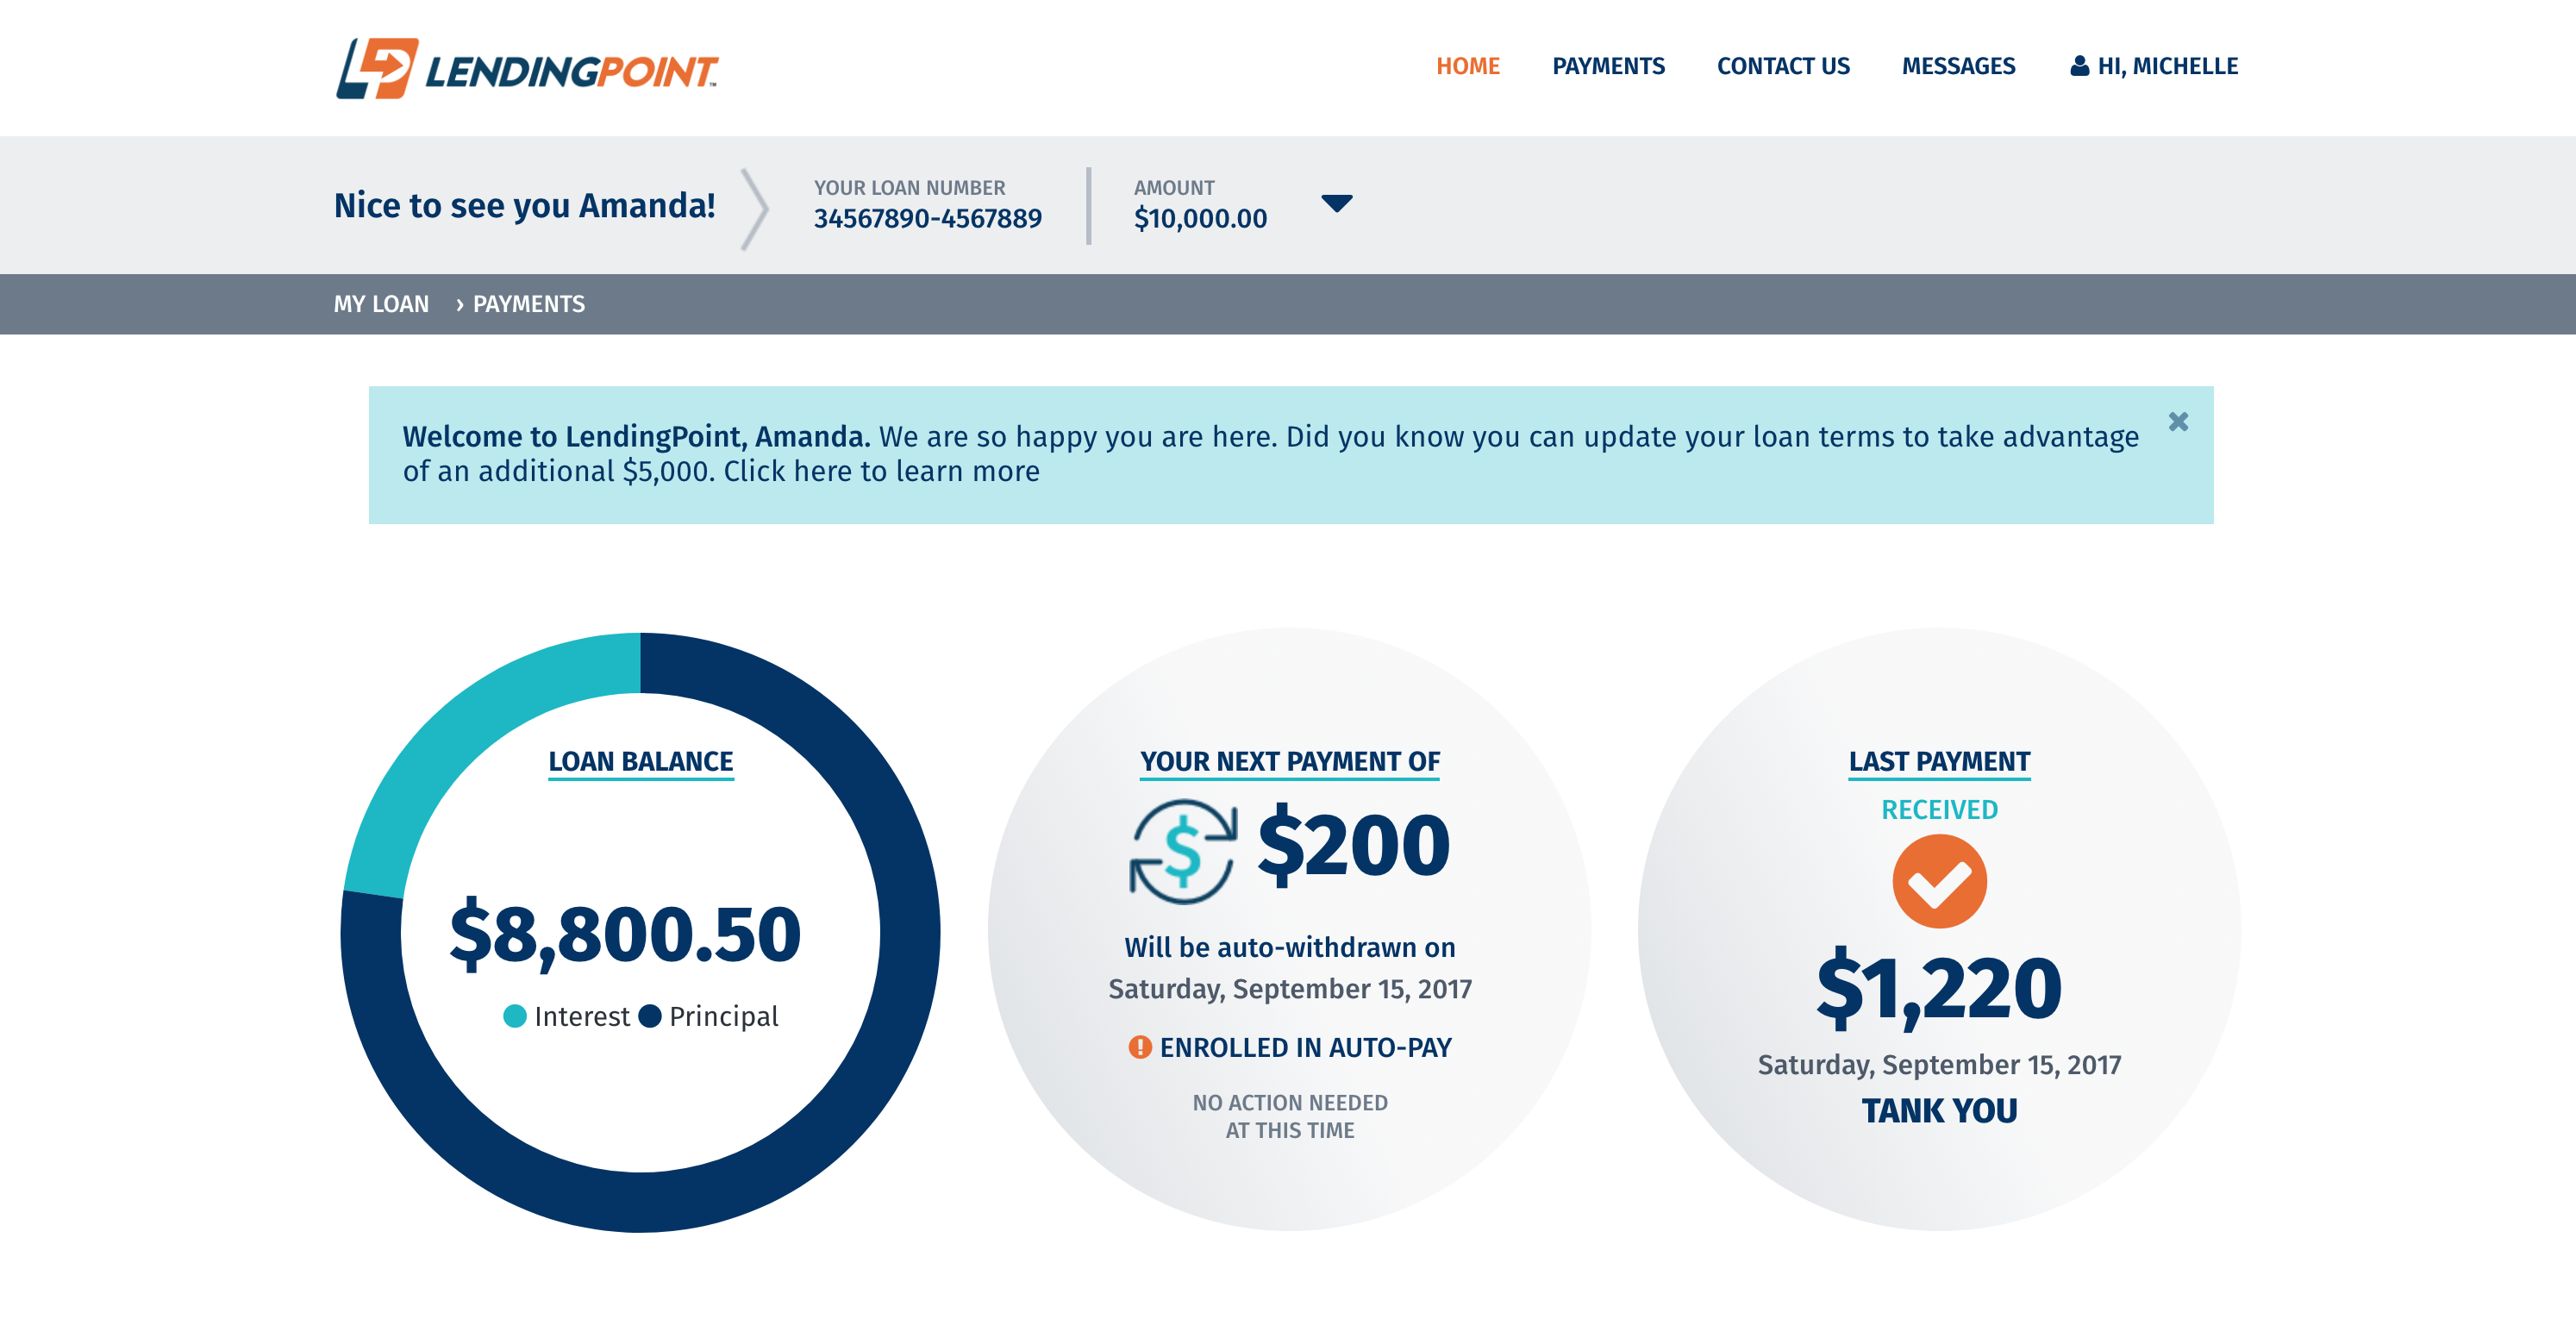 LENDINGPOINT™
HOME PAYMENTS CONTACT US MESSAGES HI, MICHELLE
Nice to see you Amanda!
YOUR LOAN NUMBER
34567890-4567889
AMOUNT
$10,000.00
MY LOAN › PAYMENTS
Welcome to LendingPoint, Amanda. We are so happy you are here. Did you know you can update your loan terms to take advantage
of an additional $5,000. Click here to learn more
LOAN BALANCE
$8,800.50
Interest Principal
YOUR NEXT PAYMENT OF
$200
Will be auto-withdrawn on
Saturday, September 15, 2017
ENROLLED IN AUTO-PAY
NO ACTION NEEDED
AT THIS TIME
LAST PAYMENT
RECEIVED
$1,220
Saturday, September 15, 2017
TANK YOU